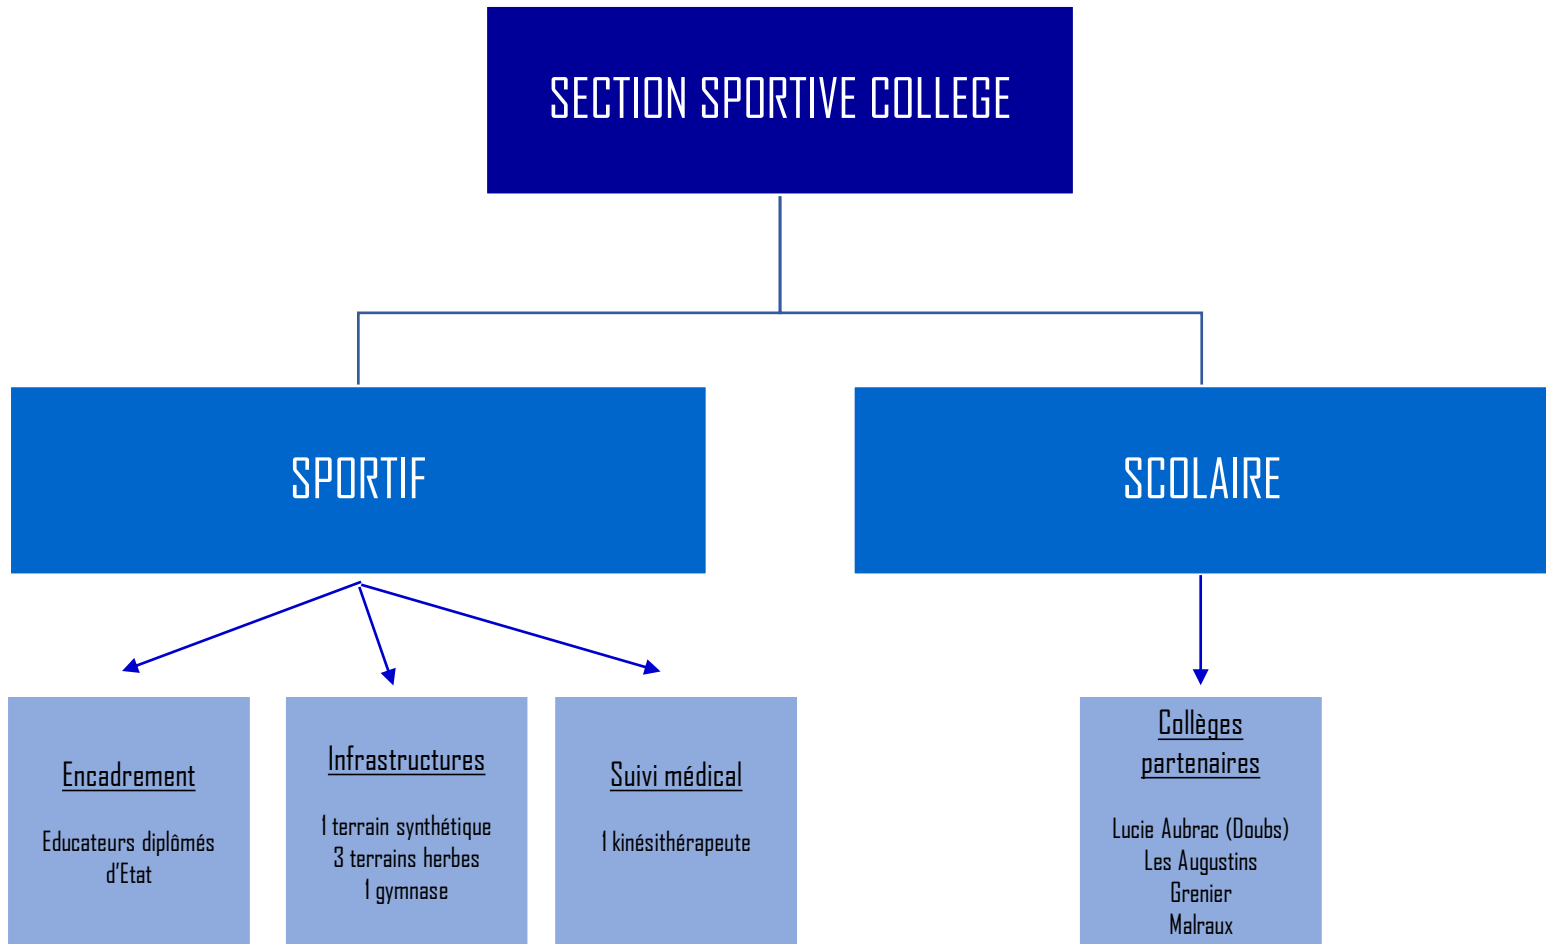 SECTION SPORTIVE COLLEGE
SPORTIF
SCOLAIRE
Encadrement
Educateurs diplômés
d'Etat
Infrastructures
1 terrain synthétique
3 terrains herbes
1 gymnase
Suivi médical
1 kinésithérapeute
Collèges
partenaires
Lucie Aubrac (Doubs)
Les Augustins
Grenier
Malraux